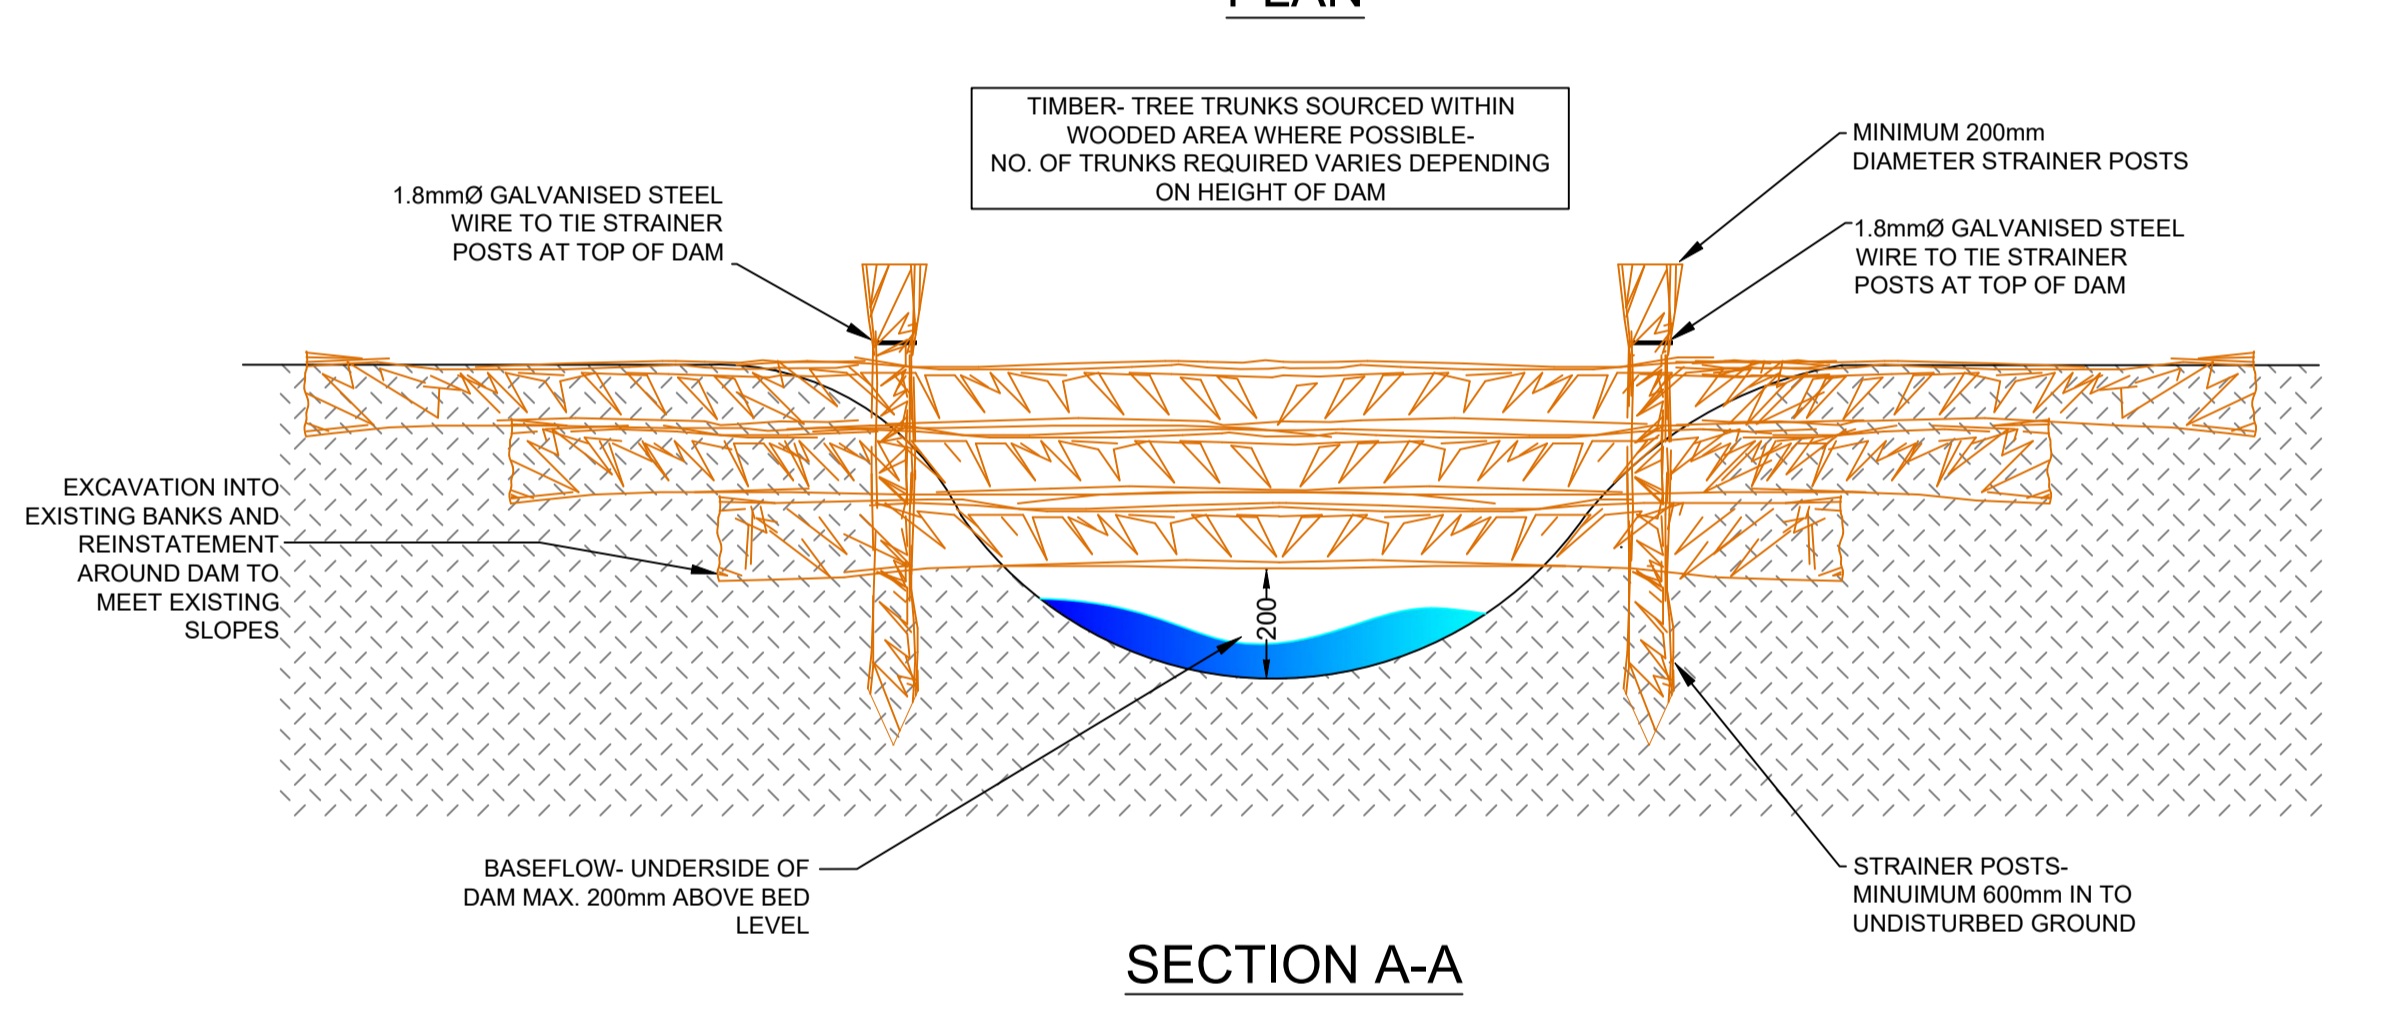 PLAN
TIMBER- TREE TRUNKS SOURCED WITHIN
WOODED AREA WHERE POSSIBLE-
NO. OF TRUNKS REQUIRED VARIES DEPENDING
ON HEIGHT OF DAM
MINIMUM 200mm
DIAMETER STRAINER POSTS
1.8mmØ GALVANISED STEEL
WIRE TO TIE STRAINER
POSTS AT TOP OF DAM
1.8mmØ GALVANISED STEEL
WIRE TO TIE STRAINER
POSTS AT TOP OF DAM
EXCAVATION INTO
EXISTING BANKS AND
REINSTATEMENT
AROUND DAM TO
MEET EXISTING
SLOPES
200
BASEFLOW- UNDERSIDE OF
DAM MAX. 200mm ABOVE BED
LEVEL
STRAINER POSTS-
MINUIMUM 600mm IN TO
UNDISTURBED GROUND
SECTION A-A